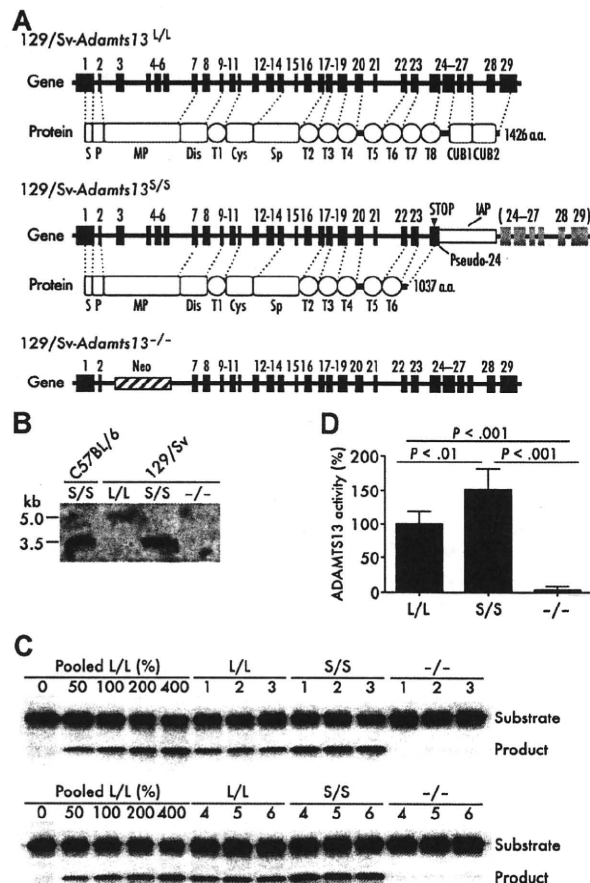 A
129/Sv-Adamts13 L/L
1 2 3 4-6 7 8 9-11 12-14 15 16 17-19 20 21 22 23 24–27 28 29
Gene
Protein
1426 a.a.
S P MP Dis T1 Cys Sp T2 T3 T4 T5 T6 T7 T8 CUB1 CUB2
129/Sv-Adamts13 S/S
STOP IAP
1 2 3 4-6 7 8 9-11 12-14 15 16 17-19 20 21 22 23 ( 24–27 28 29 )
Gene
Pseudo-24
Protein
1037 a.a.
S P MP Dis T1 Cys Sp T2 T3 T4 T5 T6
129/Sv-Adamts13 −/−
1 2 Neo 7 8 9-11 12-14 15 16 17-19 20 21 22 23 24–27 28 29
Gene
B
C57BL/6 129/Sv
S/S L/L S/S −/−
kb
5.0
3.5
D
P < .001
P < .01 P < .001
ADAMTS13 activity (%)
200
150
100
50
0
L/L S/S −/−
C
Pooled L/L (%) L/L S/S −/−
0 50 100 200 400 1 2 3 1 2 3 1 2 3
Substrate
Product
Pooled L/L (%) L/L S/S −/−
0 50 100 200 400 4 5 6 4 5 6 4 5 6
Substrate
Product